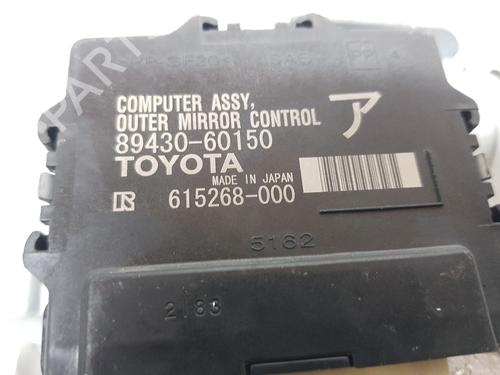 COMPUTER ASSY,
OUTER MIRROR CONTROL
ア
89430-60150
TOYOTA
MADE IN JAPAN
615268-000
5162
2183